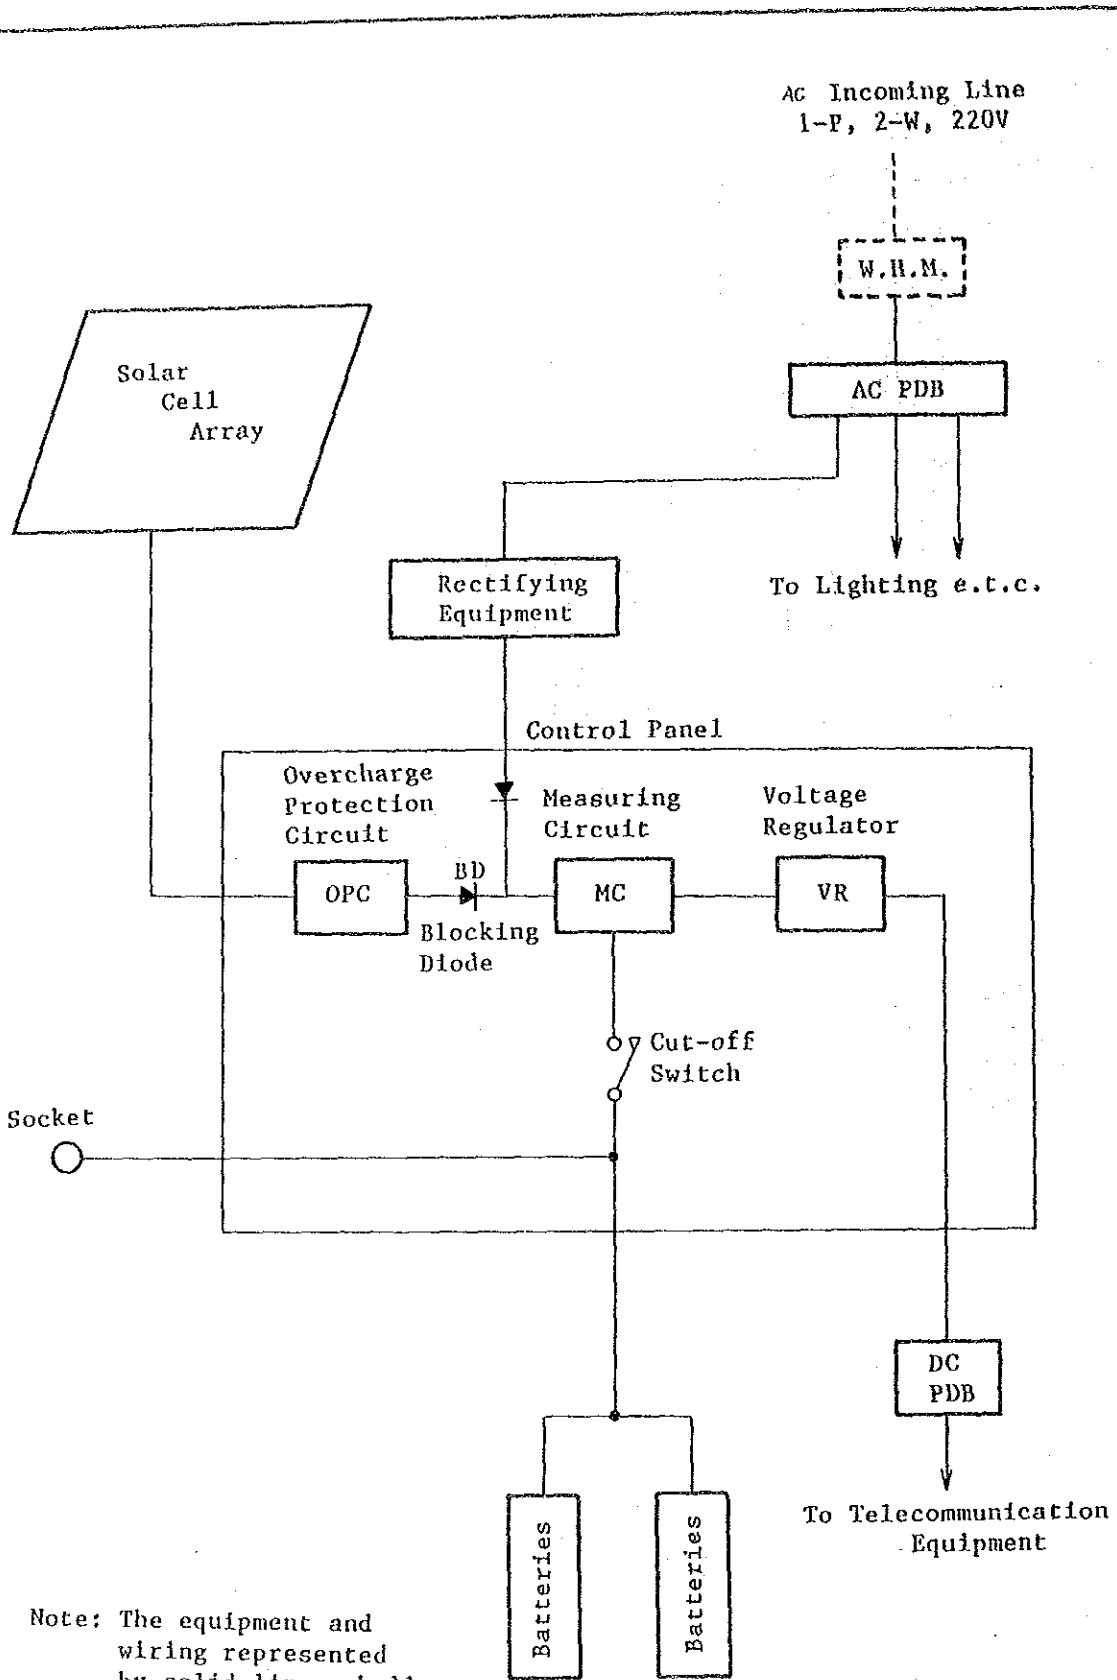 AC Incoming Line
1-P, 2-W, 220V
W.H.M.
Solar
Cell
Array
AC PDB
Rectifying
Equipment
To Lighting e.t.c.
Control Panel
Overcharge
Protection
Circuit
Measuring
Circuit
Voltage
Regulator
BD
OPC
MC
VR
Blocking
Diode
Cut-off
Switch
Socket
DC
PDB
To Telecommunication
Equipment
Batteries
Batteries
Note: The equipment and
wiring represented